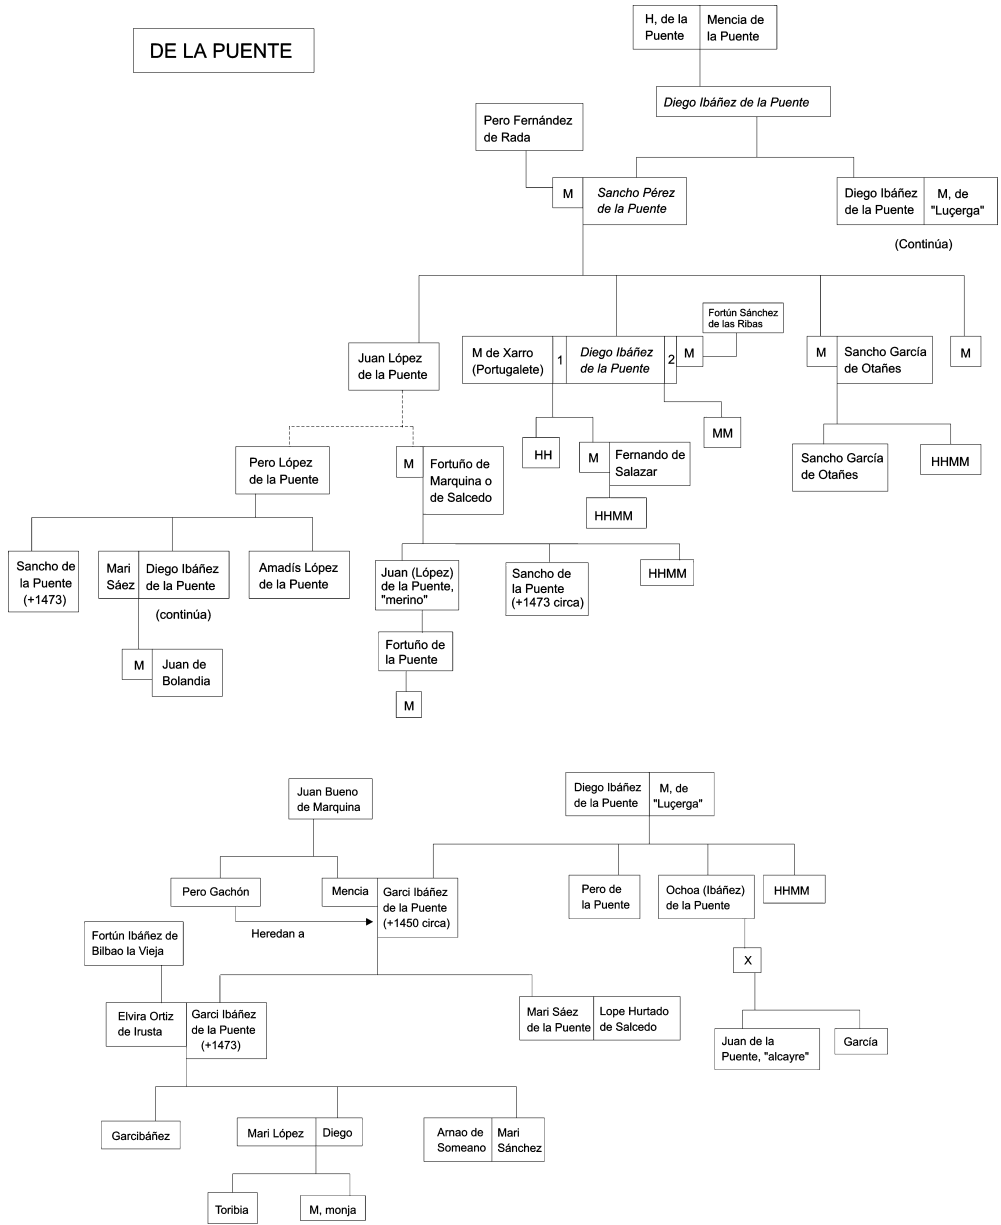 DE LA PUENTE
H, de la
Puente
Mencia de
la Puente
Diego Ibáñez de la Puente
Pero Fernández
de Rada
M
Sancho Pérez
de la Puente
Diego Ibáñez
de la Puente
M, de
"Luçerga"
(Continúa)
Fortún Sánchez
de las Ribas
Juan López
de la Puente
M de Xarro
(Portugalete)
1
Diego Ibáñez
de la Puente
2
M
M
Sancho García
de Otañes
M
HH
M
Fernando de
Salazar
MM
HHMM
Sancho García
de Otañes
HHMM
Pero López
de la Puente
M
Fortuño de
Marquina o
de Salcedo
Sancho de
la Puente
(+1473)
Mari
Sáez
Diego Ibáñez
de la Puente
(continúa)
Amadís López
de la Puente
Juan (López)
de la Puente,
"merino"
Sancho de
la Puente
(+1473 circa)
HHMM
M
Juan de
Bolandia
Fortuño de
la Puente
M
Juan Bueno
de Marquina
Diego Ibáñez
de la Puente
M, de
"Luçerga"
Pero Gachón
Mencia
Garci Ibáñez
de la Puente
(+1450 circa)
Pero de
la Puente
Ochoa (Ibáñez)
de la Puente
HHMM
Heredan a
Fortún Ibáñez de
Bilbao la Vieja
X
Elvira Ortiz
de Irusta
Garci Ibáñez
de la Puente
(+1473)
Mari Sáez
de la Puente
Lope Hurtado
de Salcedo
Juan de la
Puente, "alcayre"
García
Garcibáñez
Mari López
Diego
Arnao de
Someano
Mari
Sánchez
Toribia
M, monja